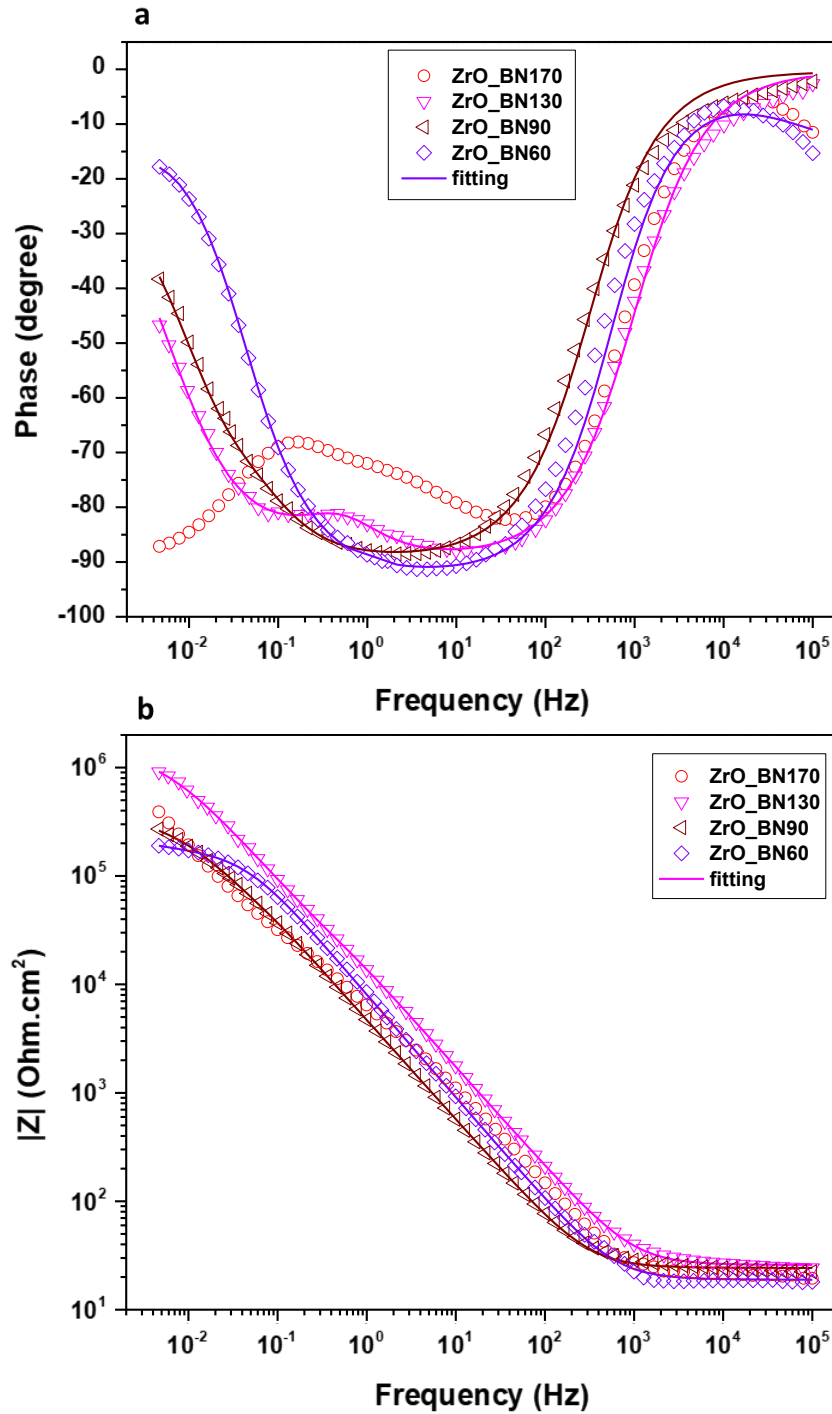 a
0
-10
-20
-30
-40
-50
-60
-70
-80
-90
-100
Phase (degree)
ZrO_BN170
ZrO_BN130
ZrO_BN90
ZrO_BN60
fitting
10⁻² 10⁻¹ 10⁰ 10¹ 10² 10³ 10⁴ 10⁵
Frequency (Hz)
b
10⁶
10⁵
10⁴
10³
10²
10¹
|Z| (Ohm.cm²)
ZrO_BN170
ZrO_BN130
ZrO_BN90
ZrO_BN60
fitting
10⁻² 10⁻¹ 10⁰ 10¹ 10² 10³ 10⁴ 10⁵
Frequency (Hz)